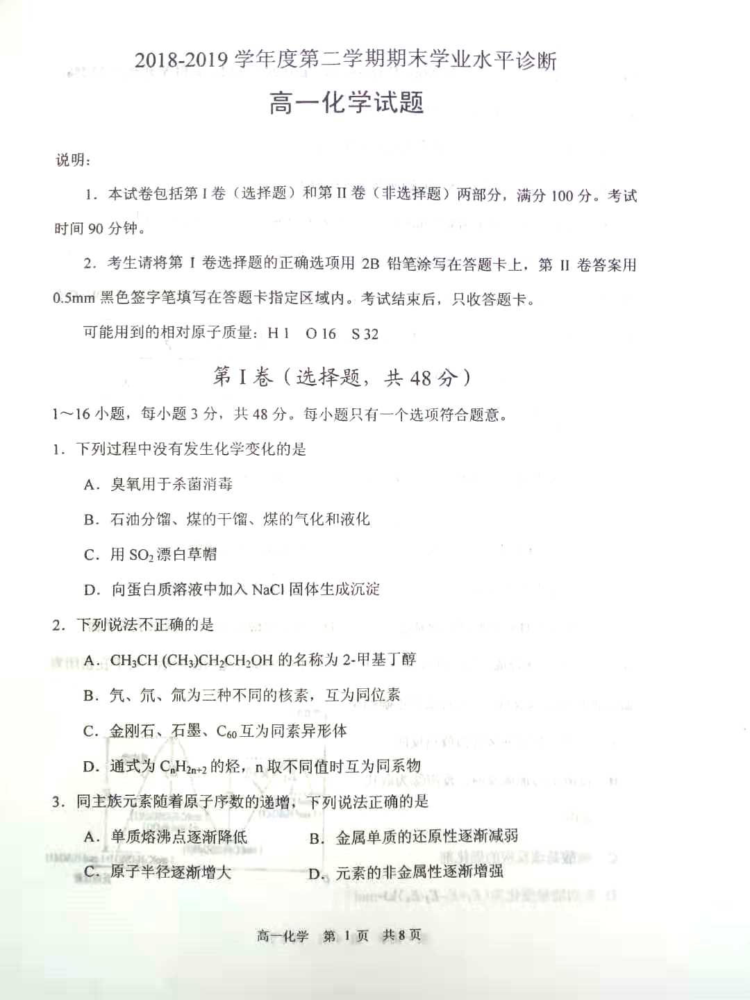 2018-2019 学年度第二学期期末学业水平诊断
高一化学试题
说明：
1．本试卷包括第 I 卷（选择题）和第 II 卷（非选择题）两部分，满分 100 分。考试
时间 90 分钟。
2．考生请将第 I 卷选择题的正确选项用 2B 铅笔涂写在答题卡上，第 II 卷答案用
0.5mm 黑色签字笔填写在答题卡指定区域内。考试结束后，只收答题卡。
可能用到的相对原子质量：H 1 O 16 S 32
第 I 卷（选择题，共 48 分）
1～16 小题，每小题 3 分，共 48 分。每小题只有一个选项符合题意。
1．下列过程中没有发生化学变化的是
A．臭氧用于杀菌消毒
B．石油分馏、煤的干馏、煤的气化和液化
C．用 SO₂ 漂白草帽
D．向蛋白质溶液中加入 NaCl 固体生成沉淀
2．下列说法不正确的是
A．CH₃CH (CH₃)CH₂CH₂OH 的名称为 2-甲基丁醇
B．氕、氘、氚为三种不同的核素，互为同位素
C．金刚石、石墨、C₆₀ 互为同素异形体
D．通式为 CₙH₂ₙ₊₂ 的烃，n 取不同值时互为同系物
3．同主族元素随着原子序数的递增，下列说法正确的是
A．单质熔沸点逐渐降低 B．金属单质的还原性逐渐减弱
C．原子半径逐渐增大 D．元素的非金属性逐渐增强
高一化学 第 1 页 共 8 页